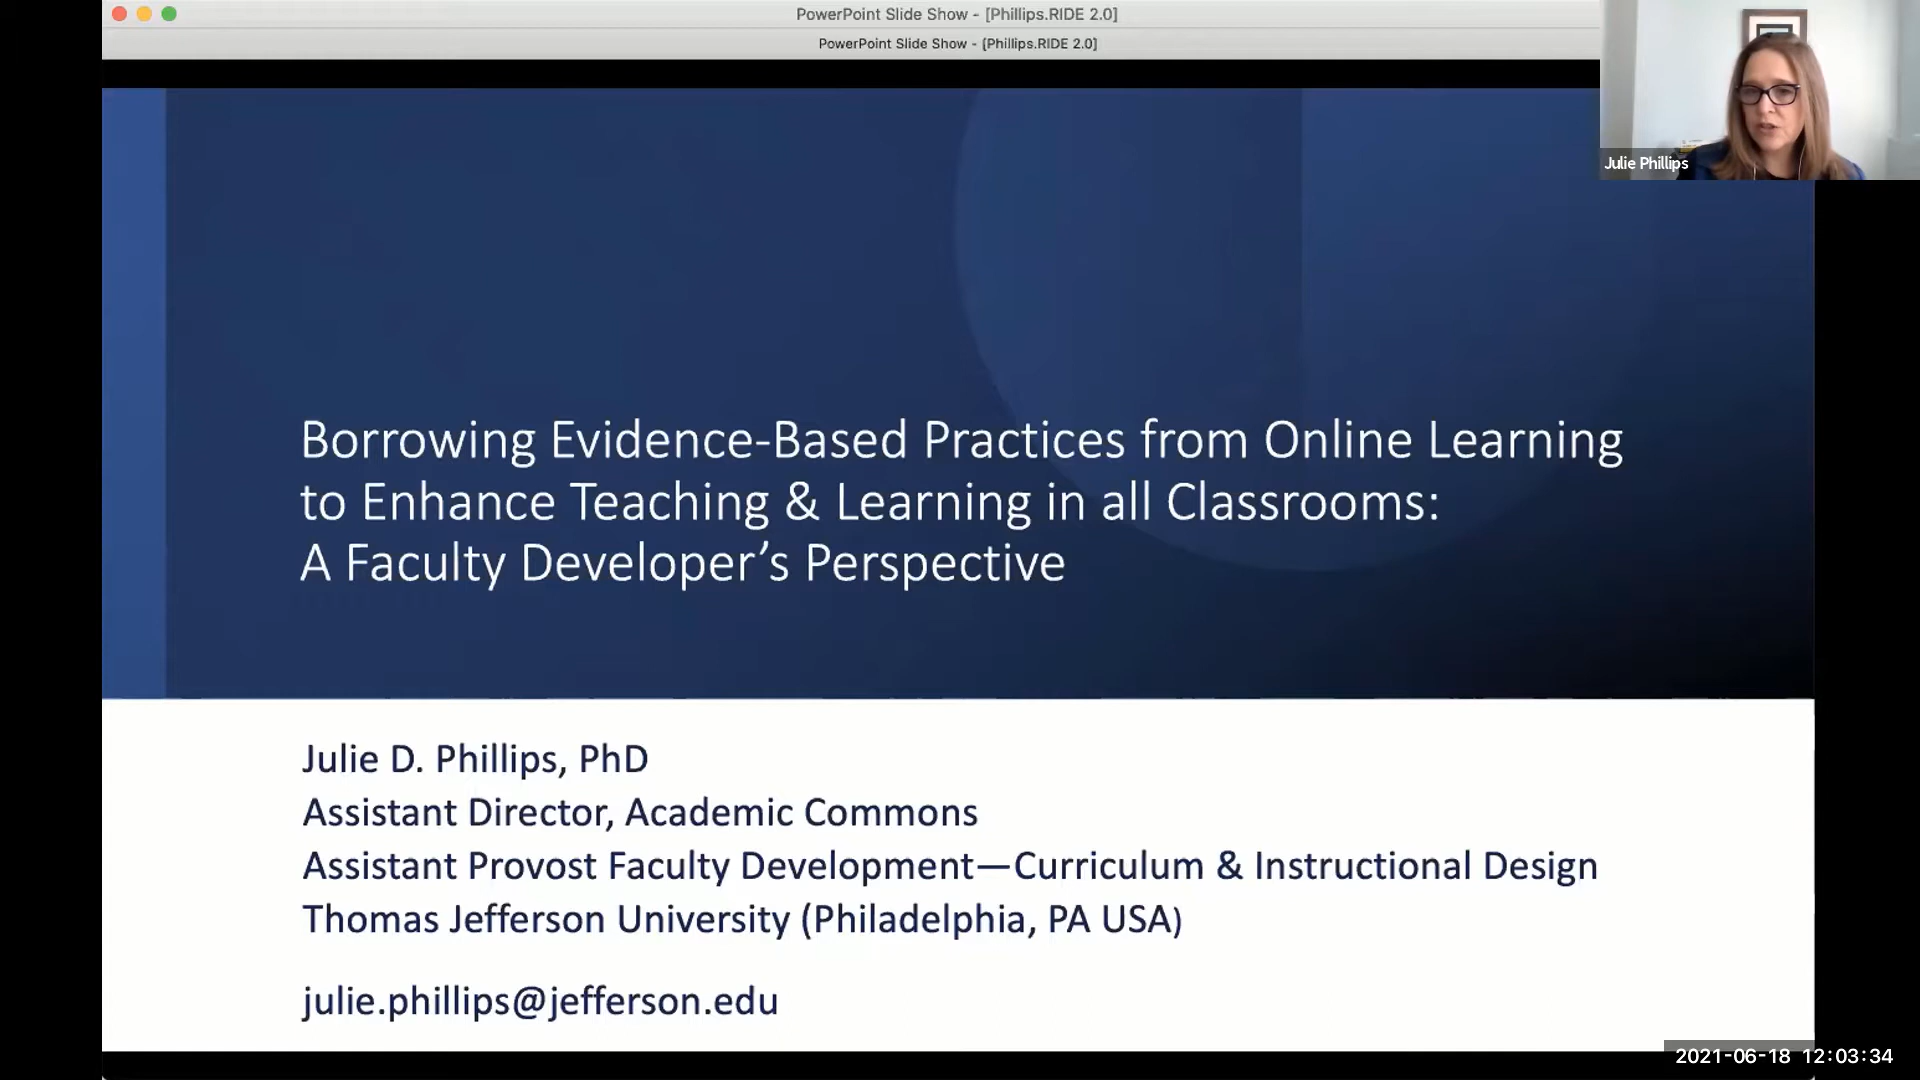 PowerPoint Slide Show - [Phillips.RIDE 2.0]
PowerPoint Slide Show - [Phillips.RIDE 2.0]
Julie Phillips
Borrowing Evidence-Based Practices from Online Learning
to Enhance Teaching & Learning in all Classrooms:
A Faculty Developer’s Perspective
Julie D. Phillips, PhD
Assistant Director, Academic Commons
Assistant Provost Faculty Development—Curriculum & Instructional Design
Thomas Jefferson University (Philadelphia, PA USA)
julie.phillips@jefferson.edu
2021-06-18 12:03:34